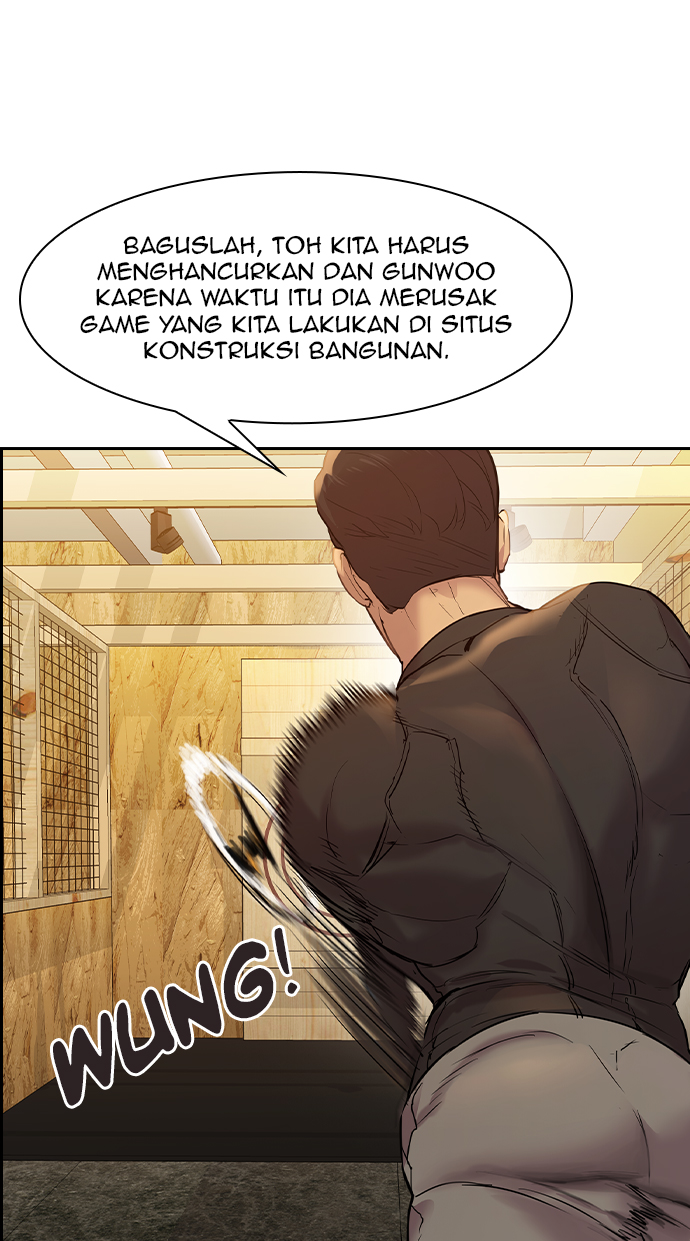 BAGUSLAH, TOH KITA HARUS
MENGHANCURKAN DAN GUNWOO
KARENA WAKTU ITU DIA MERUSAK
GAME YANG KITA LAKUKAN DI SITUS
KONSTRUKSI BANGUNAN.
WUNG!